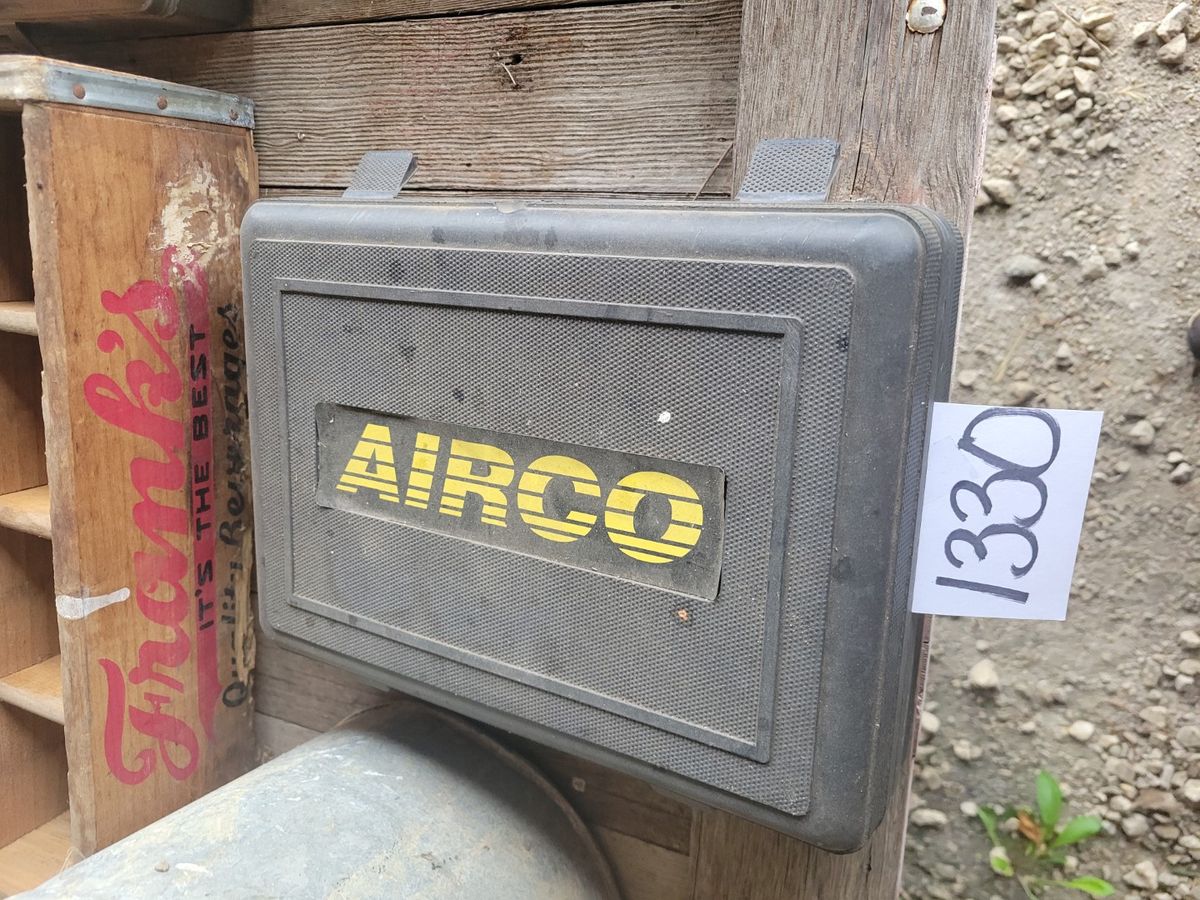 Frank's
IT'S THE BEST
Quality Beverages
AIRCO
1330